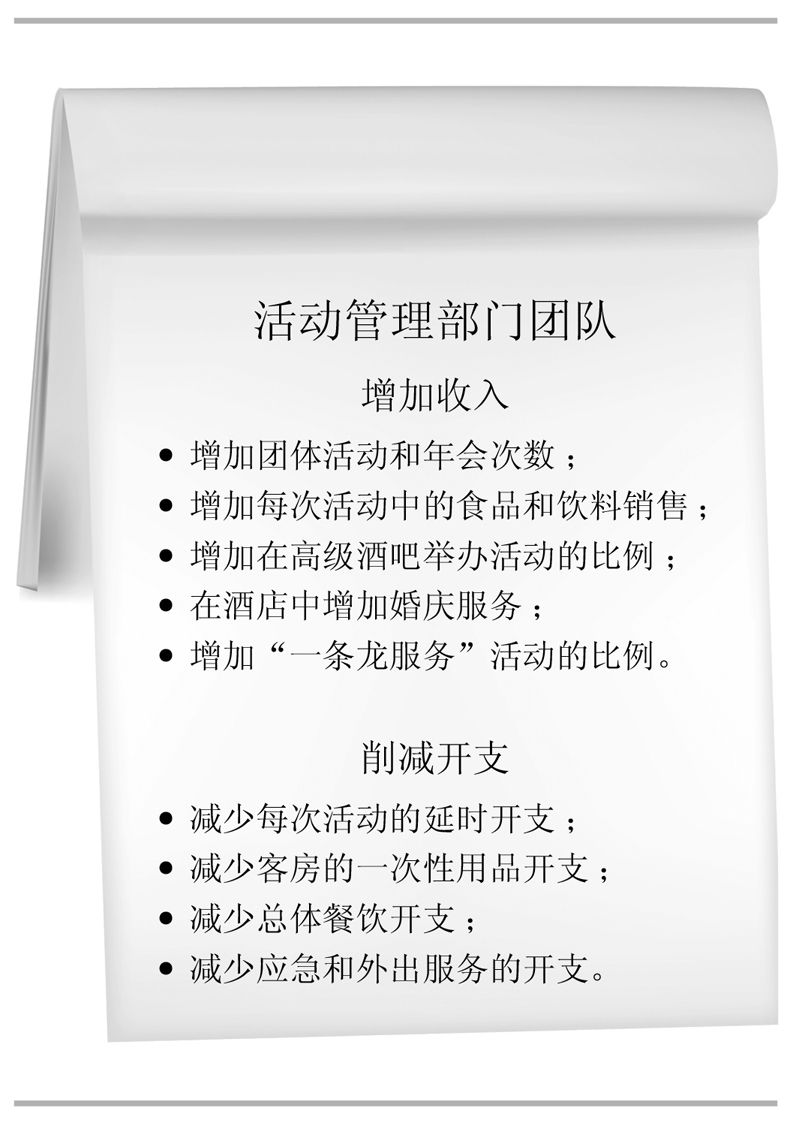 活动管理部门团队
增加收入
• 增加团体活动和年会次数；
• 增加每次活动中的食品和饮料销售；
• 增加在高级酒吧举办活动的比例；
• 在酒店中增加婚庆服务；
• 增加“一条龙服务”活动的比例。
削减开支
• 减少每次活动的延时开支；
• 减少客房的一次性用品开支；
• 减少总体餐饮开支；
• 减少应急和外出服务的开支。